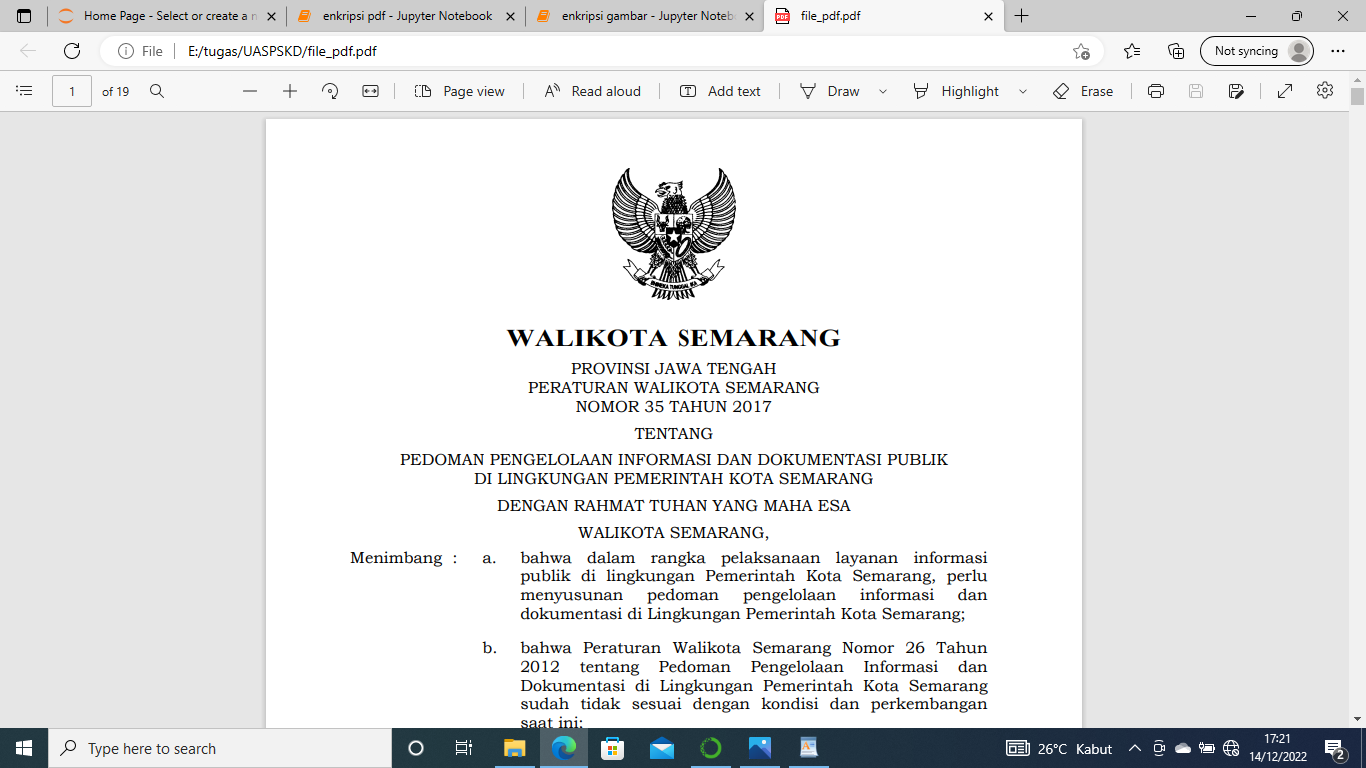 Home Page - Select or create a n
enkripsi pdf - Jupyter Notebook
enkripsi gambar - Jupyter Noteb
file_pdf.pdf
File
E:/tugas/UASPSKD/file_pdf.pdf
Not syncing
1 of 19
Page view
Read aloud
Add text
Draw
Highlight
Erase
BHINNEKA TUNGGAL IKA
WALIKOTA SEMARANG
PROVINSI JAWA TENGAH
PERATURAN WALIKOTA SEMARANG
NOMOR 35 TAHUN 2017
TENTANG
PEDOMAN PENGELOLAAN INFORMASI DAN DOKUMENTASI PUBLIK
DI LINGKUNGAN PEMERINTAH KOTA SEMARANG
DENGAN RAHMAT TUHAN YANG MAHA ESA
WALIKOTA SEMARANG,
Menimbang : a. bahwa dalam rangka pelaksanaan layanan informasi
publik di lingkungan Pemerintah Kota Semarang, perlu
menyusunan pedoman pengelolaan informasi dan
dokumentasi di Lingkungan Pemerintah Kota Semarang;
b. bahwa Peraturan Walikota Semarang Nomor 26 Tahun
2012 tentang Pedoman Pengelolaan Informasi dan
Dokumentasi di Lingkungan Pemerintah Kota Semarang
sudah tidak sesuai dengan kondisi dan perkembangan
saat ini;
Type here to search
26°C Kabut
17:21
14/12/2022
2